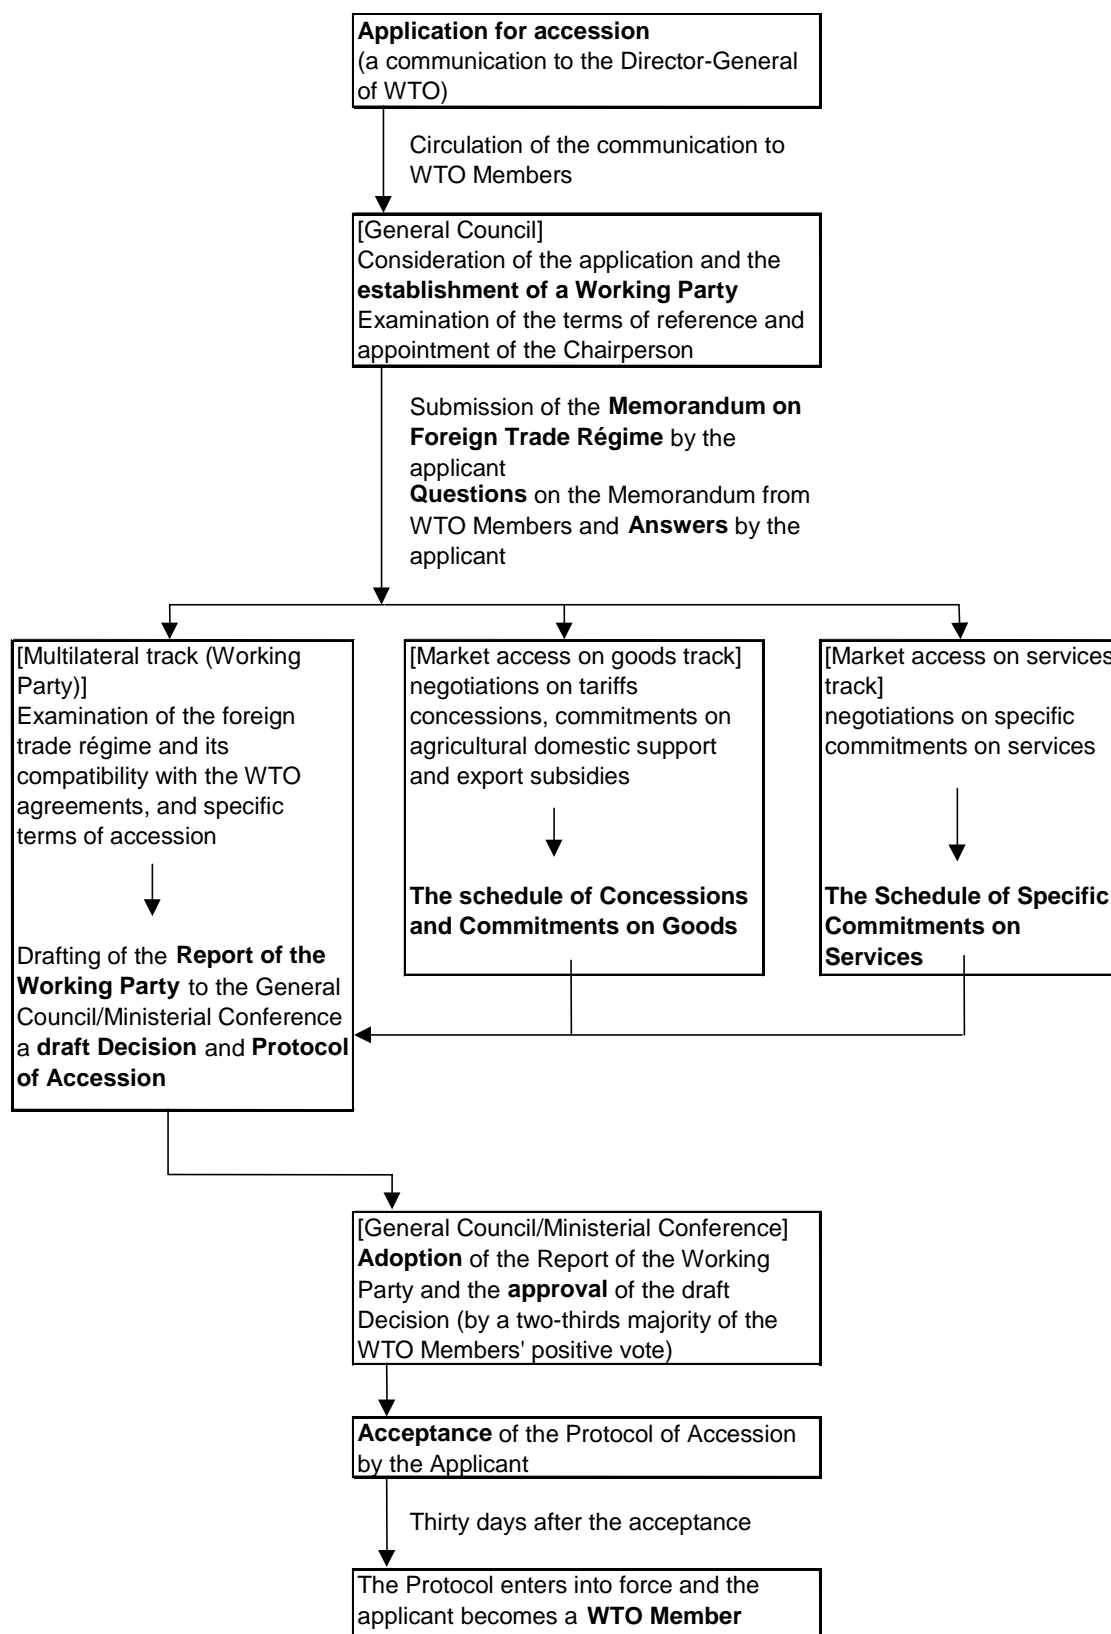 Application for accession
(a communication to the Director-General
of WTO)
Circulation of the communication to
WTO Members
[General Council]
Consideration of the application and the
establishment of a Working Party
Examination of the terms of reference and
appointment of the Chairperson
Submission of the Memorandum on
Foreign Trade Régime by the
applicant
Questions on the Memorandum from
WTO Members and Answers by the
applicant
[Multilateral track (Working
Party)]
Examination of the foreign
trade régime and its
compatibility with the WTO
agreements, and specific
terms of accession
Drafting of the Report of the
Working Party to the General
Council/Ministerial Conference
a draft Decision and Protocol
of Accession
[Market access on goods track]
negotiations on tariffs
concessions, commitments on
agricultural domestic support
and export subsidies
The schedule of Concessions
and Commitments on Goods
[Market access on services
track]
negotiations on specific
commitments on services
The Schedule of Specific
Commitments on
Services
[General Council/Ministerial Conference]
Adoption of the Report of the Working
Party and the approval of the draft
Decision (by a two-thirds majority of the
WTO Members' positive vote)
Acceptance of the Protocol of Accession
by the Applicant
Thirty days after the acceptance
The Protocol enters into force and the
applicant becomes a WTO Member